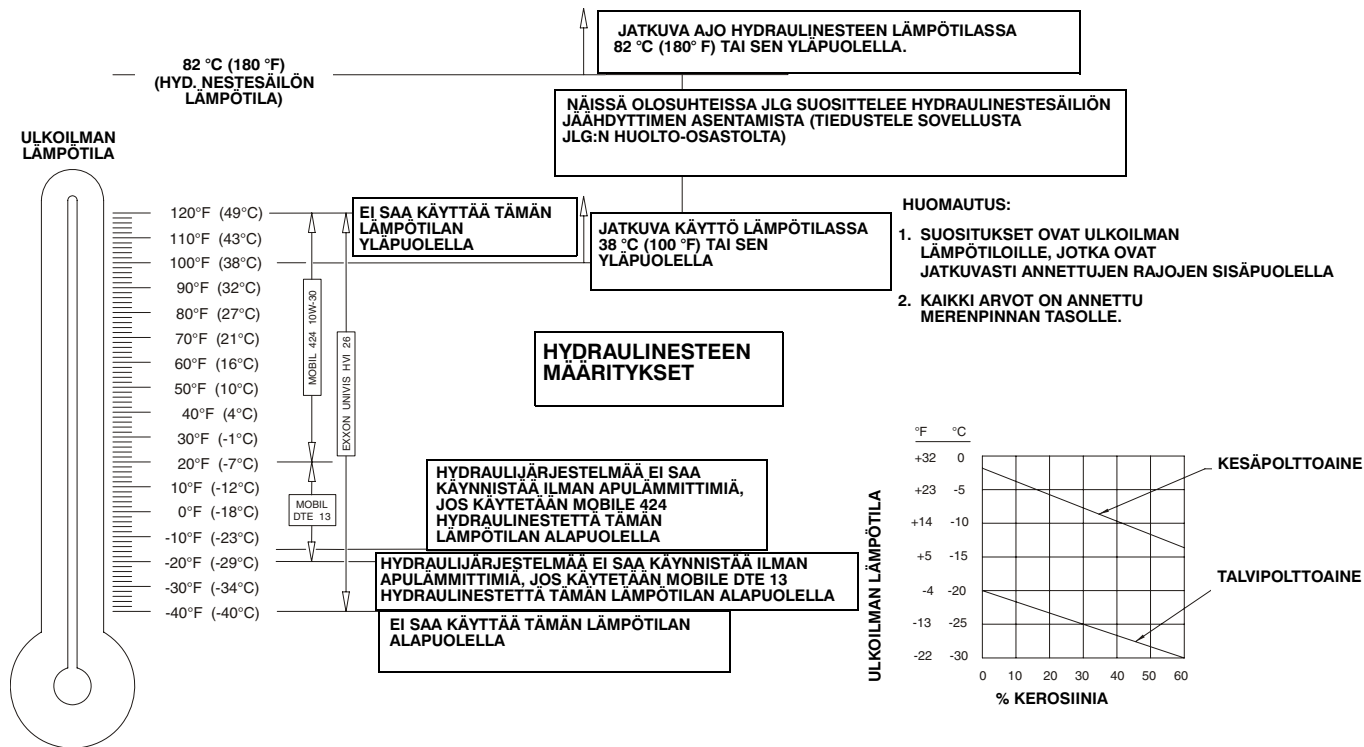 82 °C (180 °F)
(HYD. NESTESÄILÖN
LÄMPÖTILA)
JATKUVA AJO HYDRAULINESTEEN LÄMPÖTILASSA
82 °C (180° F) TAI SEN YLÄPUOLELLA.
NÄISSÄ OLOSUHTEISSA JLG SUOSITTELEE HYDRAULINESTESÄILIÖN
JÄÄHDYTTIMEN ASENTAMISTA (TIEDUSTELE SOVELLUSTA
JLG:N HUOLTO-OSASTOLTA)
ULKOILMAN
LÄMPÖTILA
120°F (49°C)
110°F (43°C)
100°F (38°C)
90°F (32°C)
80°F (27°C)
70°F (21°C)
60°F (16°C)
50°F (10°C)
40°F (4°C)
30°F (-1°C)
20°F (-7°C)
10°F (-12°C)
0°F (-18°C)
-10°F (-23°C)
-20°F (-29°C)
-30°F (-34°C)
-40°F (-40°C)
MOBIL 424 10W-30
EXXON UNIVIS HVI 26
MOBIL
DTE 13
EI SAA KÄYTTÄÄ TÄMÄN
LÄMPÖTILAN
YLÄPUOLELLA
JATKUVA KÄYTTÖ LÄMPÖTILASSA
38 °C (100 °F) TAI SEN
YLÄPUOLELLA
HUOMAUTUS:
1. SUOSITUKSET OVAT ULKOILMAN
LÄMPÖTILOILLE, JOTKA OVAT
JATKUVASTI ANNETTUJEN RAJOJEN SISÄPUOLELLA
2. KAIKKI ARVOT ON ANNETTU
MERENPINNAN TASOLLE.
HYDRAULINESTEEN
MÄÄRITYKSET
HYDRAULIJÄRJESTELMÄÄ EI SAA
KÄYNNISTÄÄ ILMAN APULÄMMITTIMIÄ,
JOS KÄYTETÄÄN MOBILE 424
HYDRAULINESTETTÄ TÄMÄN
LÄMPÖTILAN ALAPUOLELLA
HYDRAULIJÄRJESTELMÄÄ EI SAA KÄYNNISTÄÄ ILMAN
APULÄMMITTIMIÄ, JOS KÄYTETÄÄN MOBILE DTE 13
HYDRAULINESTETTÄ TÄMÄN LÄMPÖTILAN ALAPUOLELLA
EI SAA KÄYTTÄÄ TÄMÄN LÄMPÖTILAN
ALAPUOLELLA
ULKOILMAN LÄMPÖTILA
°F °C
+32 0
+23 -5
+14 -10
+5 -15
-4 -20
-13 -25
-22 -30
0 10 20 30 40 50 60
% KEROSIINIA
KESÄPOLTTOAINE
TALVIPOLTTOAINE